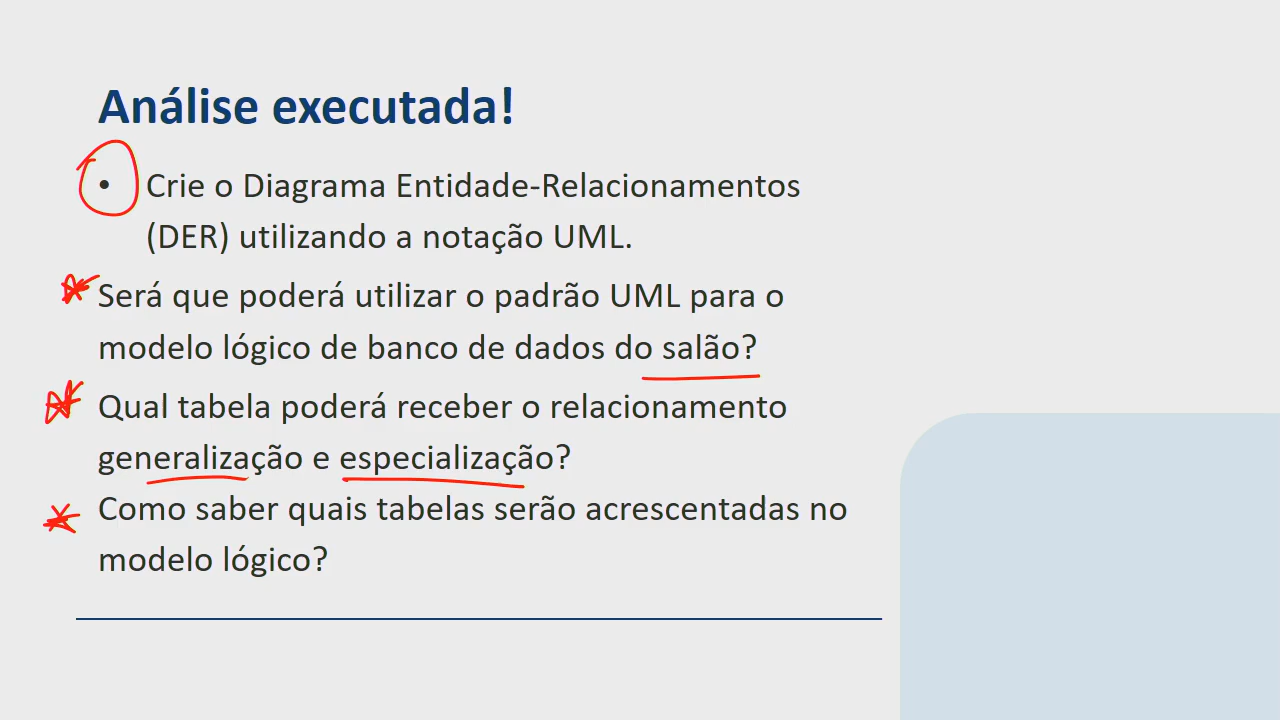 Análise executada!
• Crie o Diagrama Entidade-Relacionamentos
(DER) utilizando a notação UML.
Será que poderá utilizar o padrão UML para o
modelo lógico de banco de dados do salão?
Qual tabela poderá receber o relacionamento
generalização e especialização?
Como saber quais tabelas serão acrescentadas no
modelo lógico?